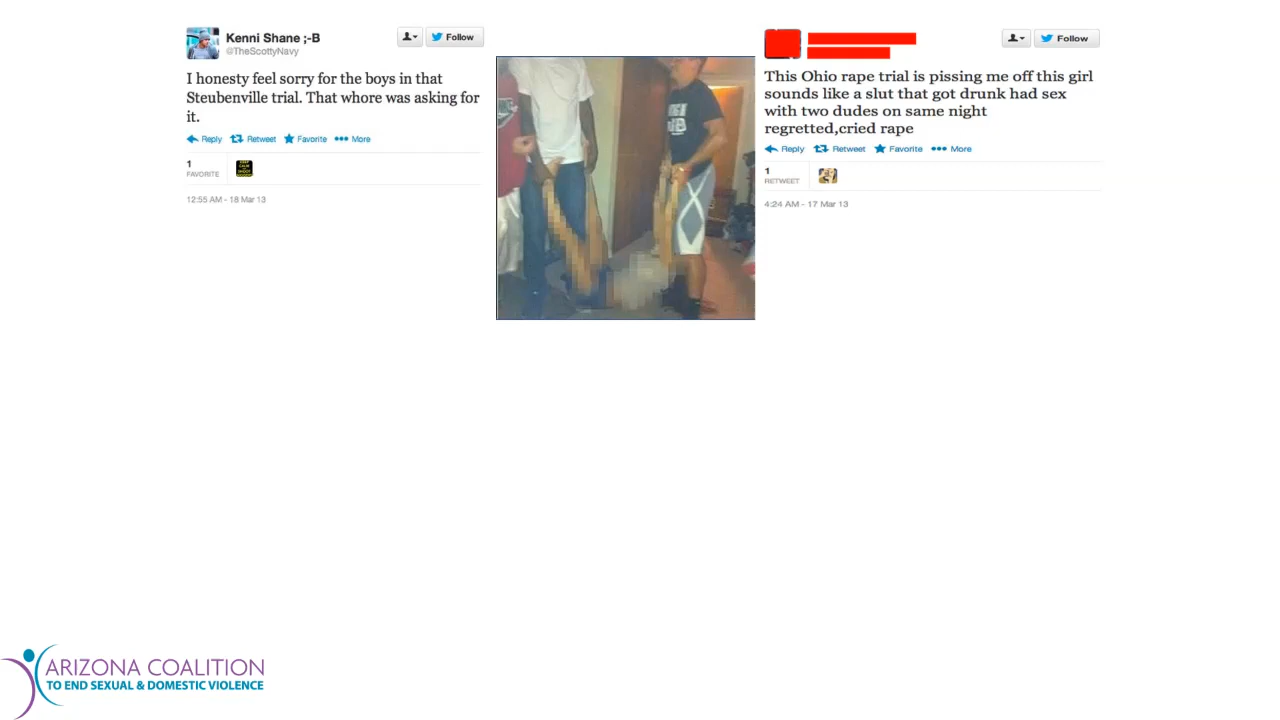 Kenni Shane ;-B
@TheScottyNavy
Follow
I honesty feel sorry for the boys in that
Steubenville trial. That whore was asking for
it.
Reply Retweet Favorite More
1
FAVORITE
12:55 AM - 18 Mar 13
Follow
This Ohio rape trial is pissing me off this girl
sounds like a slut that got drunk had sex
with two dudes on same night
regretted,cried rape
Reply Retweet Favorite More
1
RETWEET
4:24 AM - 17 Mar 13
ARIZONA COALITION
TO END SEXUAL & DOMESTIC VIOLENCE